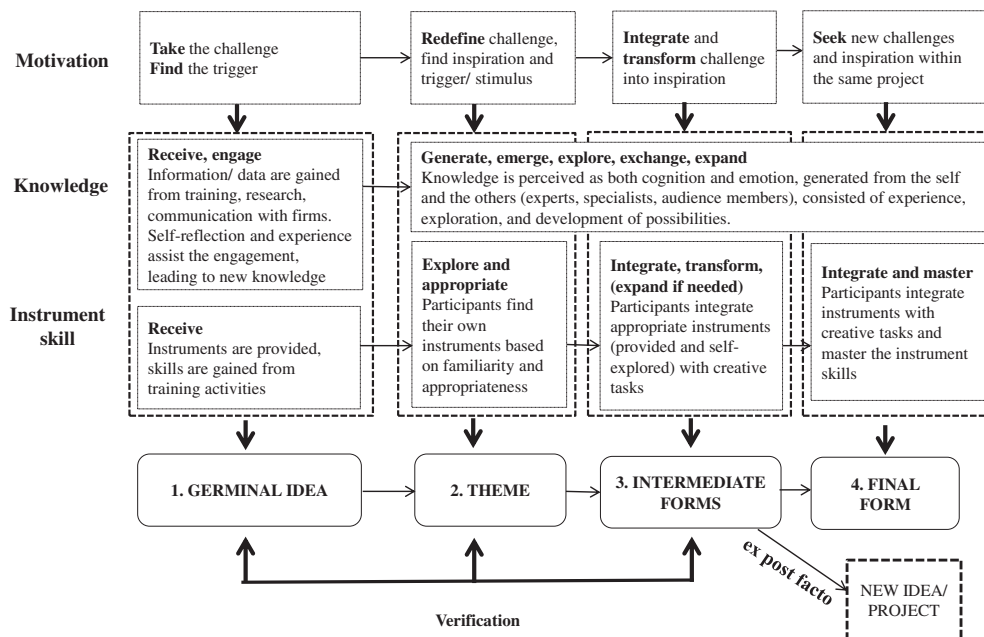 Motivation
Take the challenge
Find the trigger
Redefine challenge,
find inspiration and
trigger/ stimulus
Integrate and
transform challenge
into inspiration
Seek new challenges
and inspiration within
the same project
Knowledge
Receive, engage
Information/ data are
gained from training,
research,
communication with firms.
Self-reflection and experience
assist the engagement,
leading to new knowledge
Generate, emerge, explore, exchange, expand
Knowledge is perceived as both cognition and emotion, generated from the self
and the others (experts, specialists, audience members), consisted of experience,
exploration, and development of possibilities.
Instrument
skill
Receive
Instruments are provided,
skills are gained from
training activities
Explore and
appropriate
Participants find
their own
instruments based
on familiarity and
appropriateness
Integrate, transform,
(expand if needed)
Participants integrate
appropriate instruments
(provided and self-
explored) with creative
tasks
Integrate and master
Participants integrate
instruments with
creative tasks and
master the instrument
skills
1. GERMINAL IDEA
2. THEME
3. INTERMEDIATE
FORMS
4. FINAL
FORM
ex post facto
NEW IDEA/
PROJECT
Verification